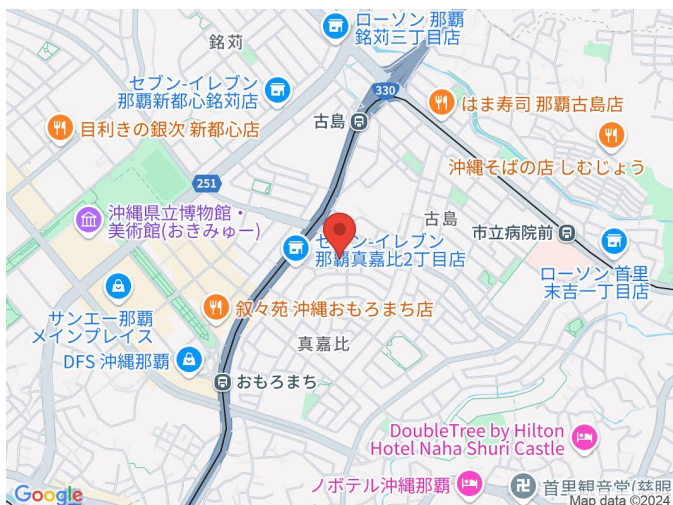 ローソン 那覇
銘苅三丁目店
銘苅
セブン-イレブン
那覇新都心銘苅店
330
はま寿司 那覇古島店
目利きの銀次 新都心店
古島
沖縄そばの店 しむじょう
251
沖縄県立博物館・
美術館(おきみゅー)
古島
市立病院前
セブン-イレブン
那覇真嘉比2丁目店
ローソン 首里
末吉一丁目店
サンエー那覇
メインプレイス
叙々苑 沖縄おもろまち店
真嘉比
DFS 沖縄那覇
おもろまち
DoubleTree by Hilton
Hotel Naha Shuri Castle
ノボテル沖縄那覇
首里観音堂(慈眼
Google
Map data ©2024